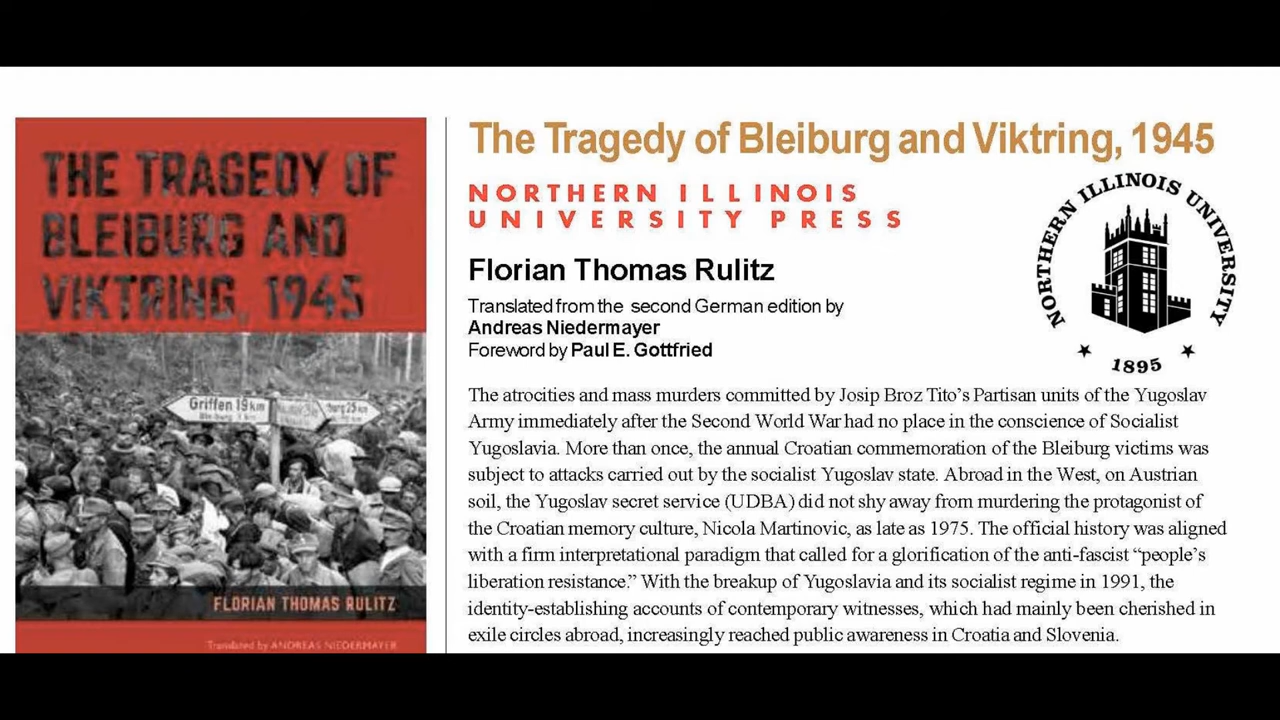 THE TRAGEDY OF
BLEIBURG AND
VIKTRING, 1945
Griffen 19km
25km
FLORIAN THOMAS RULITZ
Translated by ANDREAS NIEDERMAYER
The Tragedy of Bleiburg and Viktring, 1945
NORTHERN ILLINOIS
UNIVERSITY PRESS
NORTHERN ILLINOIS UNIVERSITY
1895
Florian Thomas Rulitz
Translated from the second German edition by
Andreas Niedermayer
Foreword by Paul E. Gottfried
The atrocities and mass murders committed by Josip Broz Tito's Partisan units of the Yugoslav
Army immediately after the Second World War had no place in the conscience of Socialist
Yugoslavia. More than once, the annual Croatian commemoration of the Bleiburg victims was
subject to attacks carried out by the socialist Yugoslav state. Abroad in the West, on Austrian
soil, the Yugoslav secret service (UDBA) did not shy away from murdering the protagonist of
the Croatian memory culture, Nicola Martinovic, as late as 1975. The official history was aligned
with a firm interpretational paradigm that called for a glorification of the anti-fascist “people’s
liberation resistance.” With the breakup of Yugoslavia and its socialist regime in 1991, the
identity-establishing accounts of contemporary witnesses, which had mainly been cherished in
exile circles abroad, increasingly reached public awareness in Croatia and Slovenia.